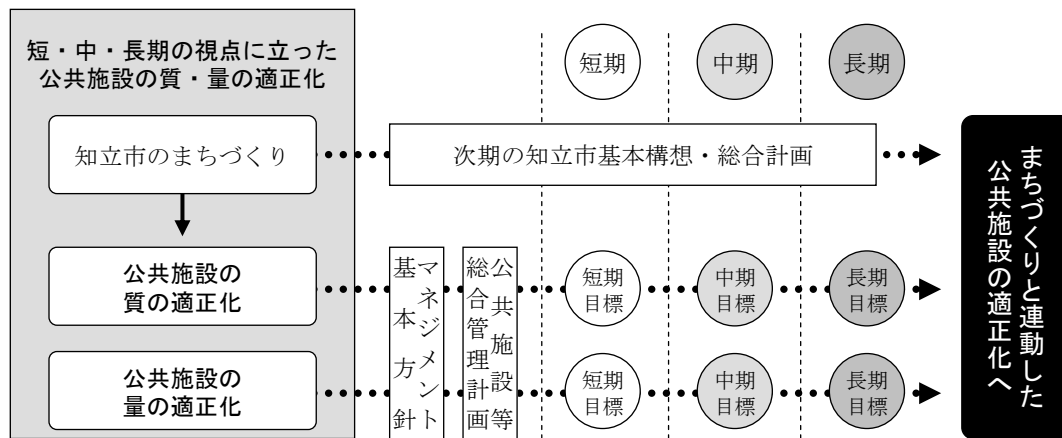 短・中・長期の視点に立った
公共施設の質・量の適正化
短期
中期
長期
知立市のまちづくり
次期の知立市基本構想・総合計画
公共施設の
質の適正化
マネジメント
基本方針
公共施設等
総合管理計画
短期
目標
中期
目標
長期
目標
公共施設の
量の適正化
短期
目標
中期
目標
長期
目標
まちづくりと連動した
公共施設の適正化へ